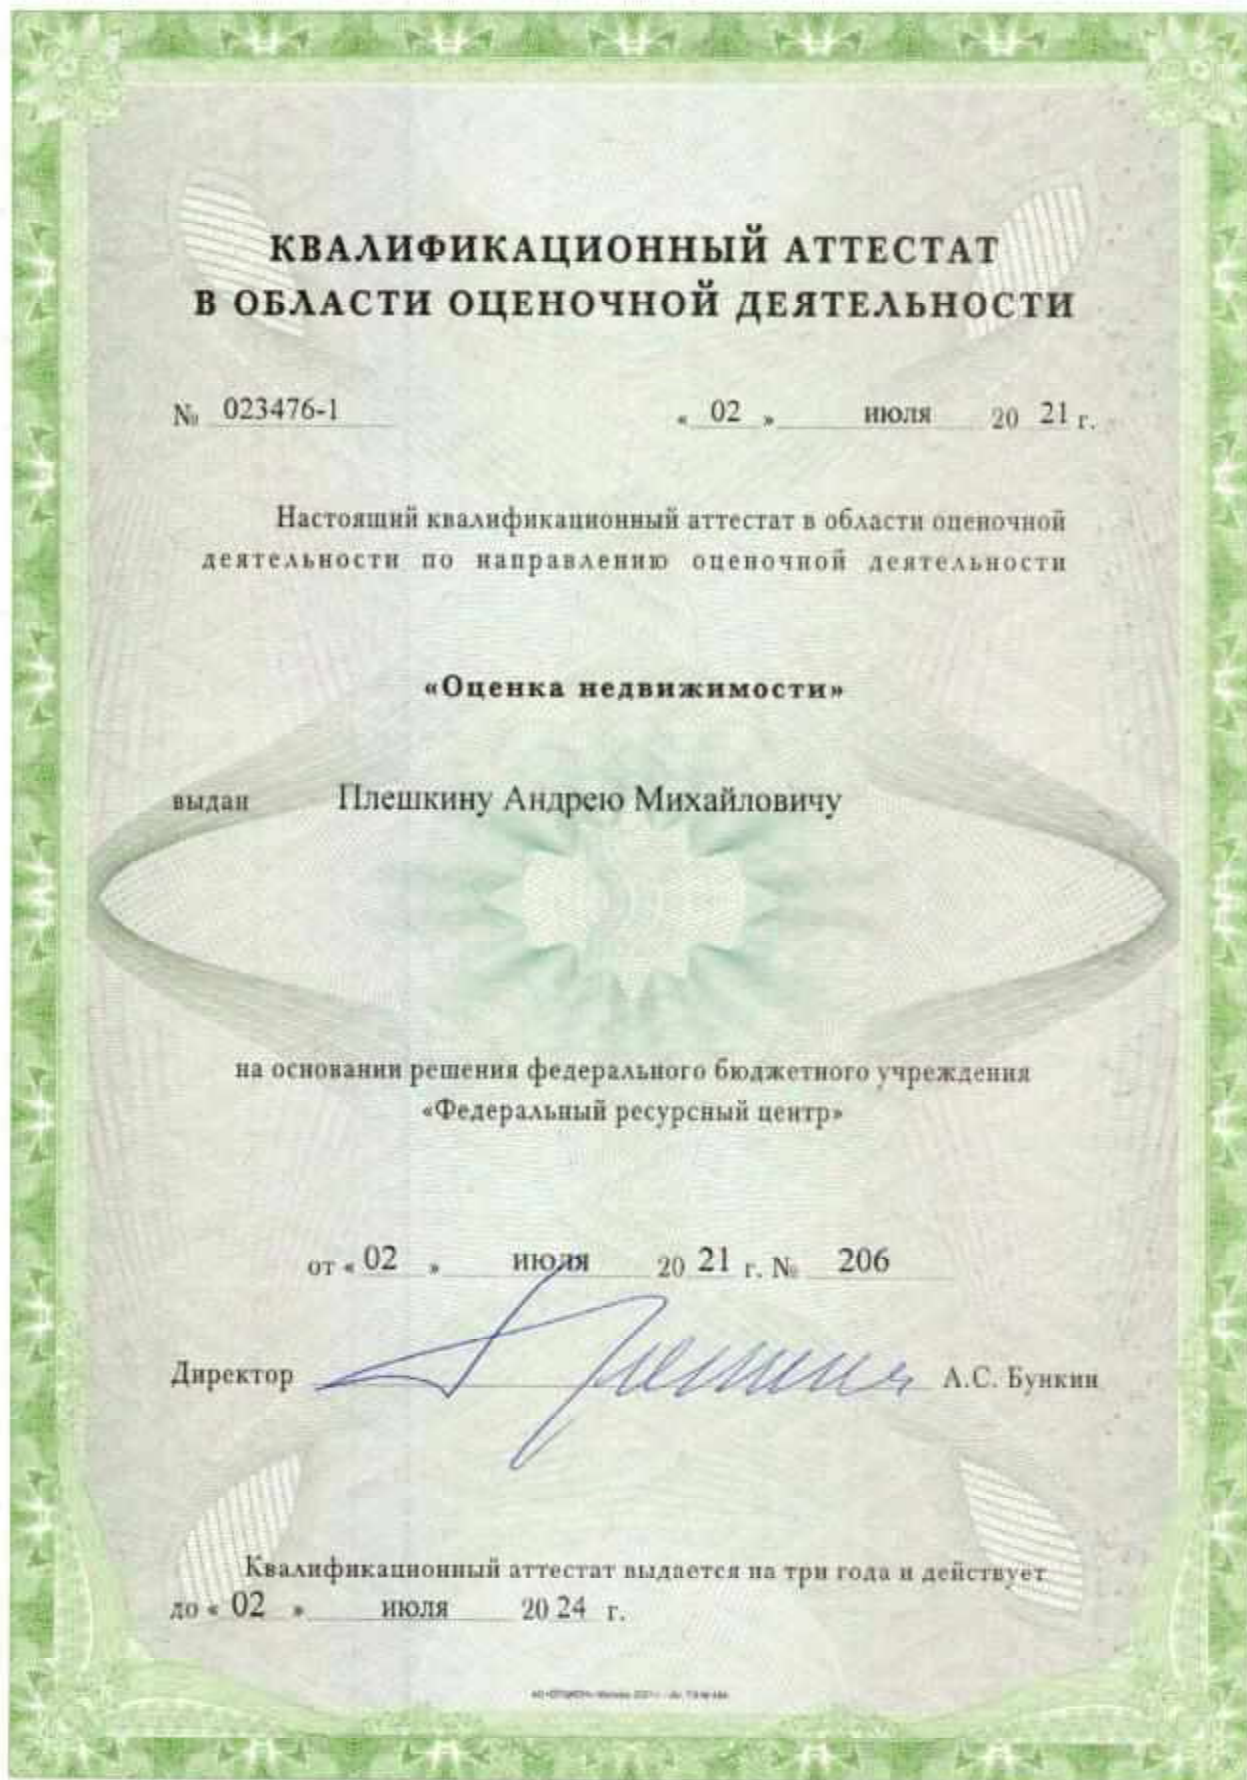 КВАЛИФИКАЦИОННЫЙ АТТЕСТАТ
В ОБЛАСТИ ОЦЕНОЧНОЙ ДЕЯТЕЛЬНОСТИ
№ 023476-1 « 02 » июля 20 21 г.
Настоящий квалификационный аттестат в области оценочной
деятельности по направлению оценочной деятельности
«Оценка недвижимости»
выдан Плешкину Андрею Михайловичу
на основании решения федерального бюджетного учреждения
«Федеральный ресурсный центр»
от « 02 » июля 20 21 г. № 206
Директор А.С. Бункин
Квалификационный аттестат выдается на три года и действует
до « 02 » июля 20 24 г.